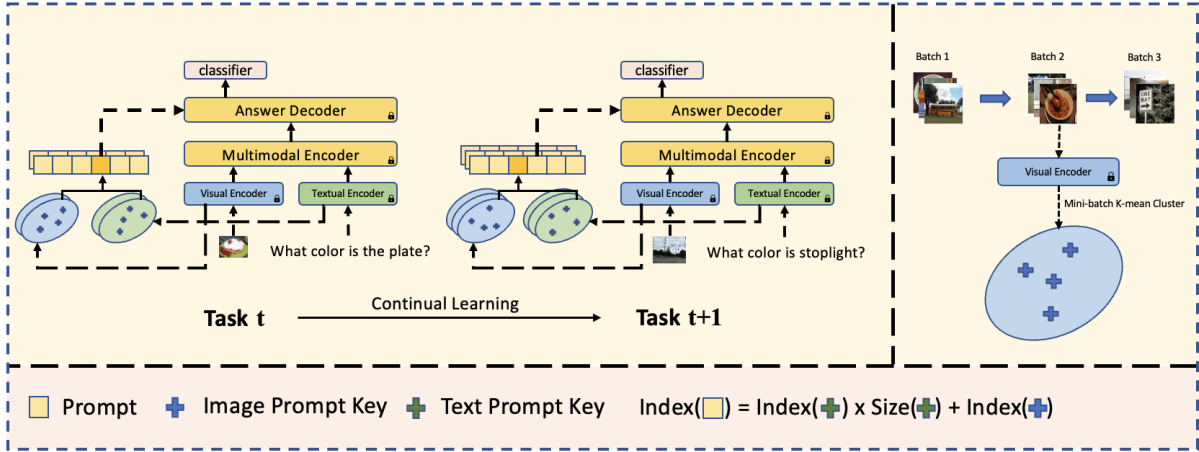 classifier
Answer Decoder
Multimodal Encoder
Visual Encoder
Textual Encoder
What color is the plate?
Task t
Continual Learning
classifier
Answer Decoder
Multimodal Encoder
Visual Encoder
Textual Encoder
What color is stoplight?
Task t+1
Batch 1
Batch 2
Batch 3
ONE WAY
Visual Encoder
Mini-batch K-mean Cluster
Prompt
Image Prompt Key
Text Prompt Key
Index( ) = Index( ) x Size( ) + Index( )